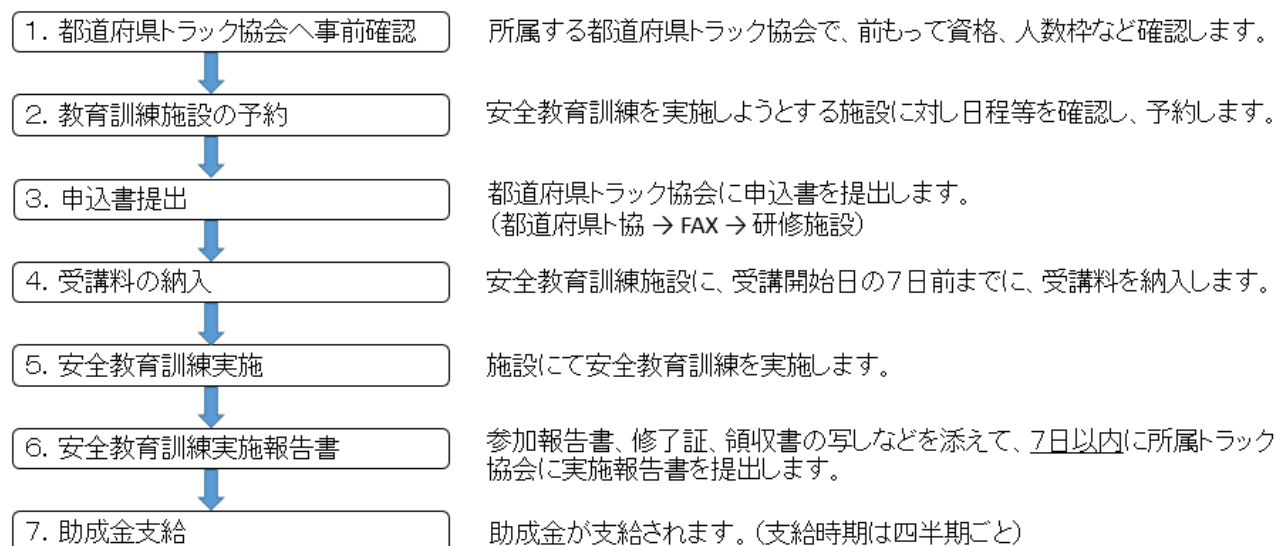 1. 都道府県トラック協会へ事前確認
所属する都道府県トラック協会で、前もって資格、人数枠など確認します。
2. 教育訓練施設の予約
安全教育訓練を実施しようとする施設に対し日程等を確認し、予約します。
3. 申込書提出
都道府県トラック協会に申込書を提出します。
(都道府県ト協 → FAX → 研修施設)
4. 受講料の納入
安全教育訓練施設に、受講開始日の7日前までに、受講料を納入します。
5. 安全教育訓練実施
施設にて安全教育訓練を実施します。
6. 安全教育訓練実施報告書
参加報告書、修了証、領収書の写しなどを添えて、7日以内に所属トラック
協会に実施報告書を提出します。
7. 助成金支給
助成金が支給されます。(支給時期は四半期ごと)